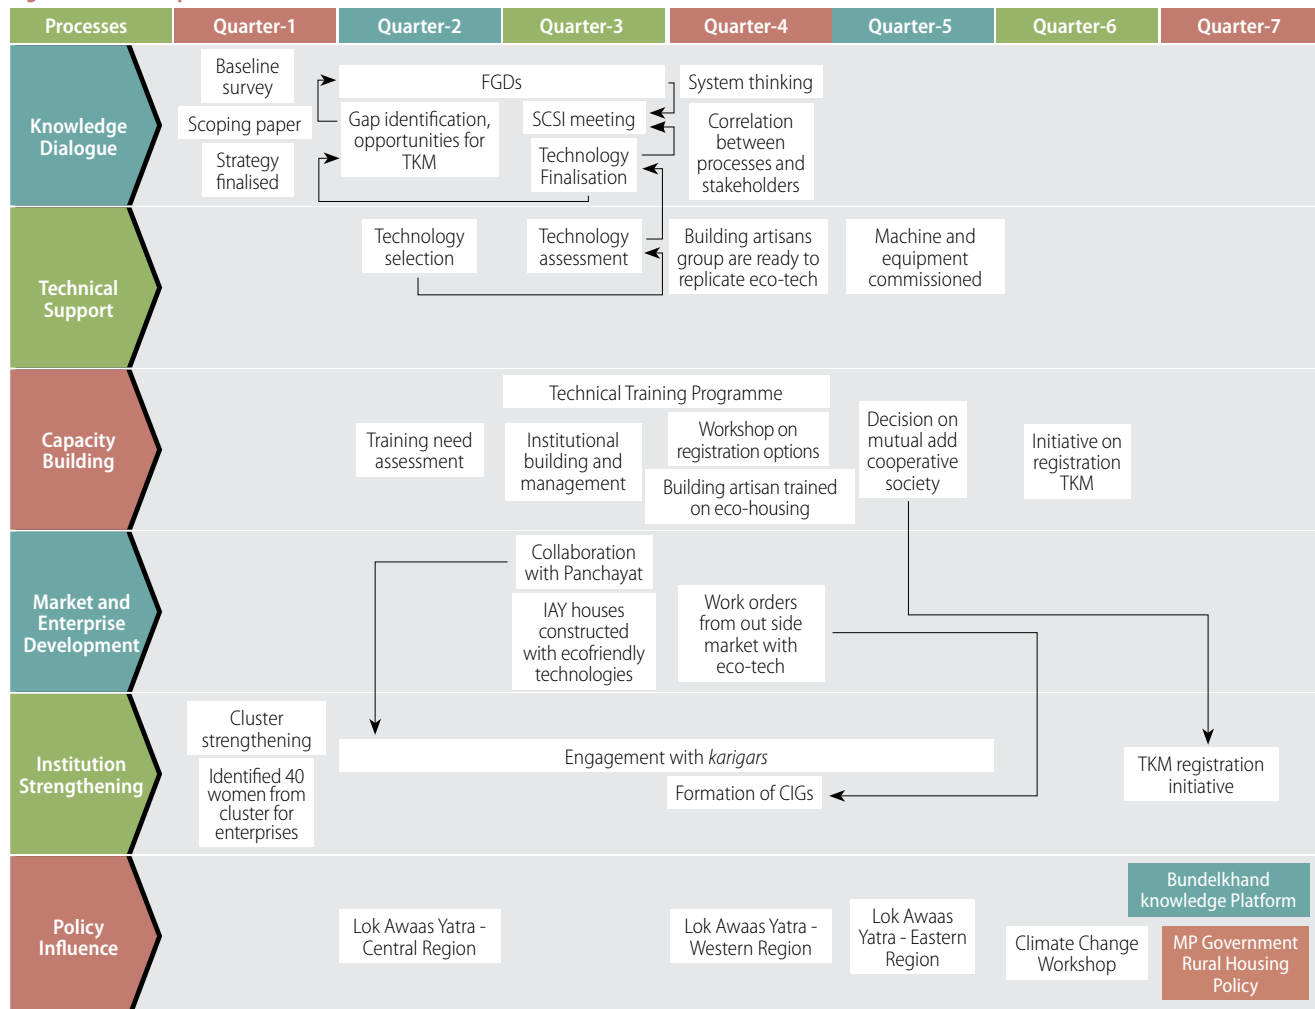 Processes
Quarter-1
Quarter-2
Quarter-3
Quarter-4
Quarter-5
Quarter-6
Quarter-7
Knowledge
Dialogue
Baseline
survey
Scoping paper
Strategy
finalised
FGDs
Gap identification,
opportunities for
TKM
SCSI meeting
Technology
Finalisation
System thinking
Correlation
between
processes and
stakeholders
Technical
Support
Technology
selection
Technology
assessment
Building artisans
group are ready to
replicate eco-tech
Machine and
equipment
commissioned
Capacity
Building
Technical Training Programme
Training need
assessment
Institutional
building and
management
Workshop on
registration options
Building artisan trained
on eco-housing
Decision on
mutual add
cooperative
society
Initiative on
registration
TKM
Market and
Enterprise
Development
Collaboration
with Panchayat
IAY houses
constructed
with ecofriendly
technologies
Work orders
from out side
market with
eco-tech
Institution
Strengthening
Cluster
strengthening
Identified 40
women from
cluster for
enterprises
Engagement with karigars
Formation of CIGs
TKM registration
initiative
Policy
Influence
Lok Awaas Yatra -
Central Region
Lok Awaas Yatra -
Western Region
Lok Awaas
Yatra - Eastern
Region
Climate Change
Workshop
Bundelkhand
knowledge Platform
MP Government
Rural Housing
Policy